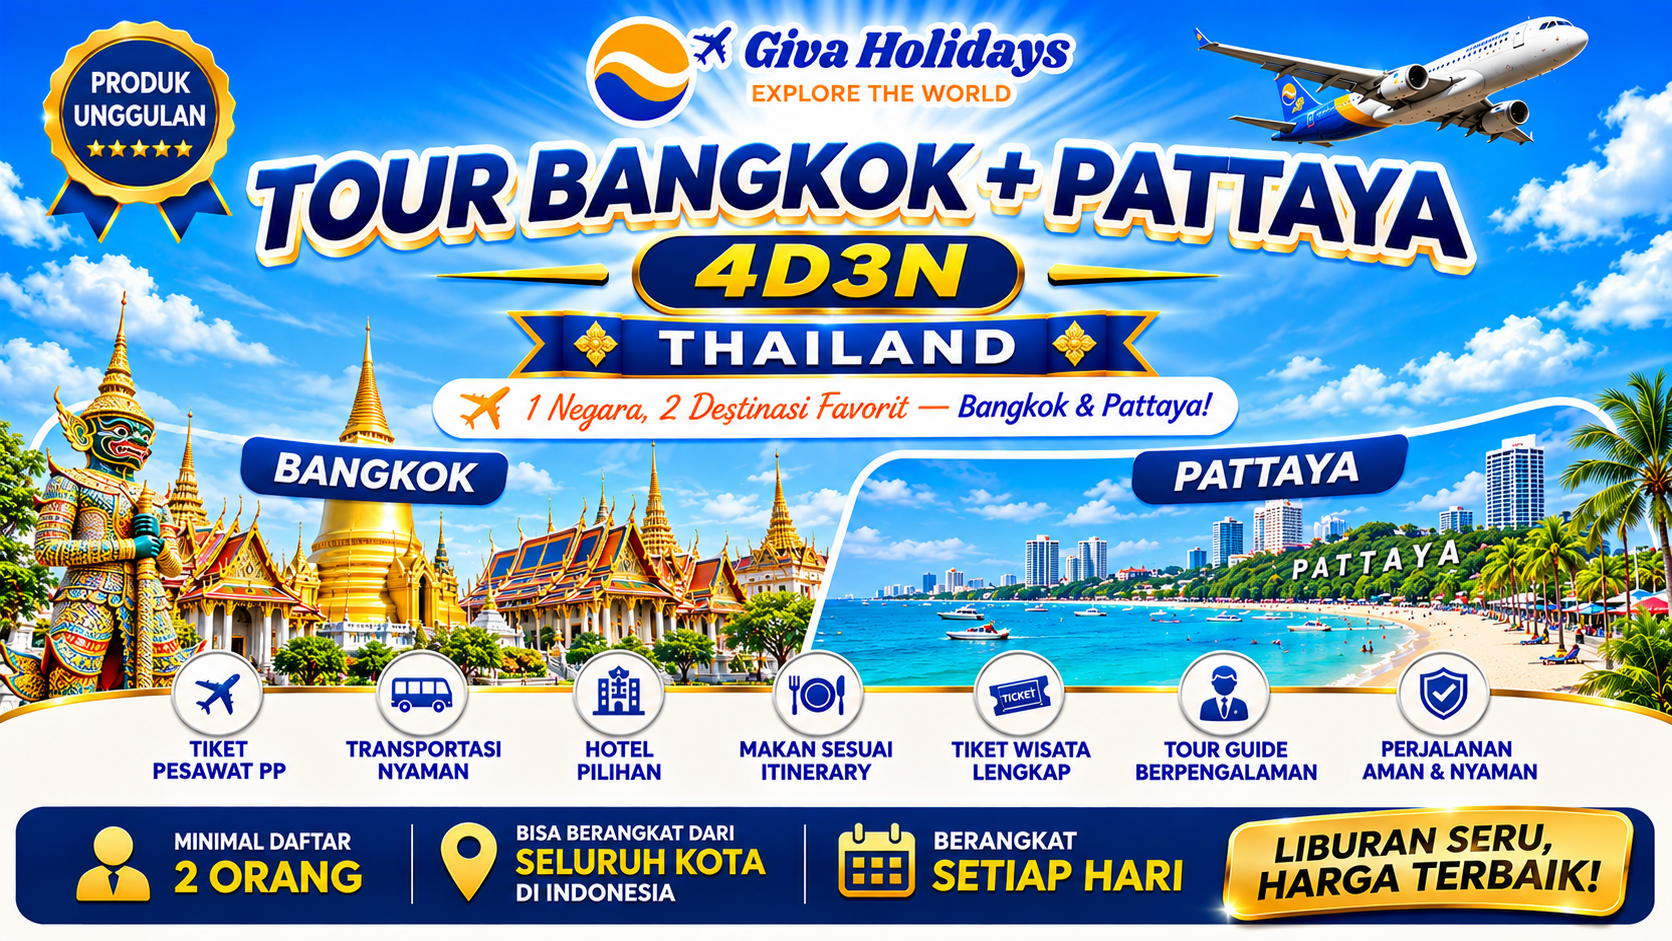 PRODUK
UNGGULAN
Giva Holidays
EXPLORE THE WORLD
TOUR BANGKOK + PATTAYA
4D3N
THAILAND
1 Negara, 2 Destinasi Favorit — Bangkok & Pattaya!
BANGKOK
PATTAYA
PATTAYA
TIKET
PESAWAT PP
TRANSPORTASI
NYAMAN
HOTEL
PILIHAN
MAKAN SESUAI
ITINERARY
TICKET
TIKET WISATA
LENGKAP
TOUR GUIDE
BERPENGALAMAN
PERJALANAN
AMAN & NYAMAN
MINIMAL DAFTAR
2 ORANG
BISA BERANGKAT DARI
SELURUH KOTA
DI INDONESIA
BERANGKAT
SETIAP HARI
LIBURAN SERU,
HARGA TERBAIK!